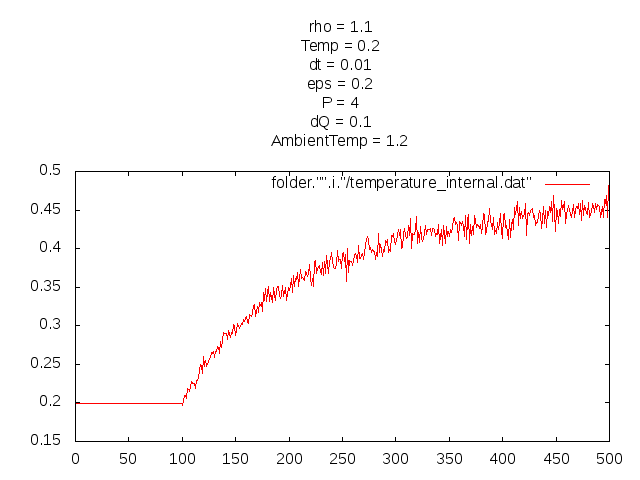 rho = 1.1
Temp = 0.2
dt = 0.01
eps = 0.2
P = 4
dQ = 0.1
AmbientTemp = 1.2
folder."".i."/temperature_internal.dat"
0.5
0.45
0.4
0.35
0.3
0.25
0.2
0.15
0 50 100 150 200 250 300 350 400 450 500